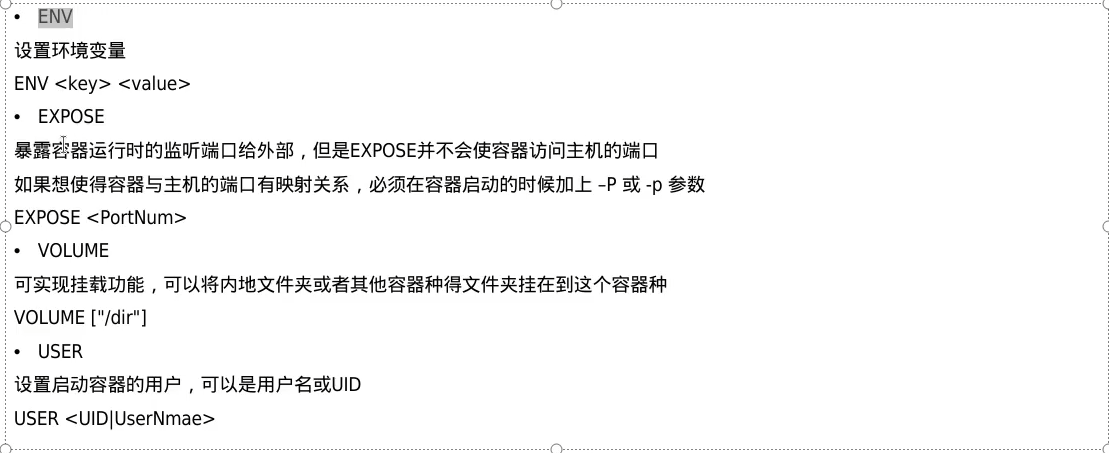 • ENV
设置环境变量
ENV <key> <value>
• EXPOSE
暴露容器运行时的监听端口给外部，但是EXPOSE并不会使容器访问主机的端口
如果想使得容器与主机的端口有映射关系，必须在容器启动的时候加上 –P 或 -p 参数
EXPOSE <PortNum>
• VOLUME
可实现挂载功能，可以将内地文件夹或者其他容器种得文件夹挂在到这个容器种
VOLUME ["/dir"]
• USER
设置启动容器的用户，可以是用户名或UID
USER <UID|UserNmae>